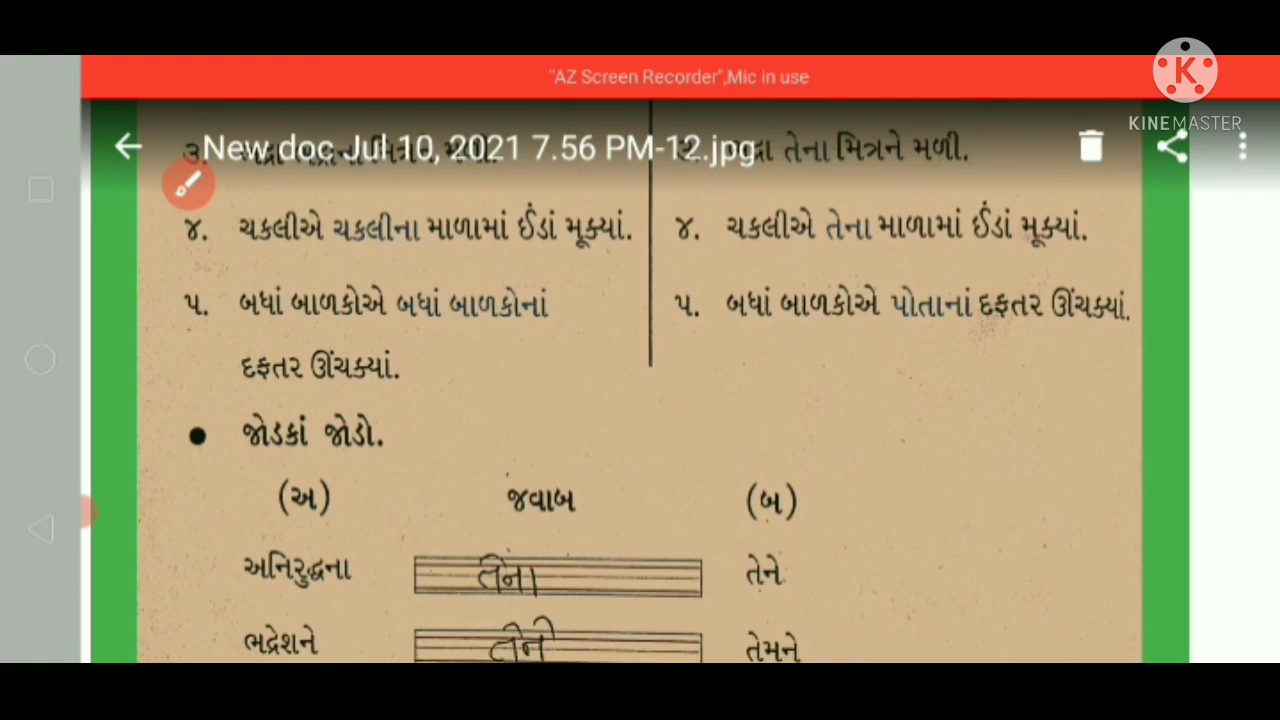 "AZ Screen Recorder",Mic in use
KINEMASTER
New doc Jul 10, 2021 7.56 PM-12.jpg
૩.
તેના મિત્રને મળી.
૪. ચકલીએ ચકલીના માળામાં ઈંડાં મૂક્યાં.
૪. ચકલીએ તેના માળામાં ઈંડાં મૂક્યાં.
૫. બધાં બાળકોએ બધાં બાળકોનાં
દફતર ઊંચક્યાં.
૫. બધાં બાળકોએ પોતાનાં દફતર ઊંચક્યાં.
● જોડકાં જોડો.
(અ) જવાબ (બ)
અનિરુદ્ધના તેના તેને
ભદ્રેશને તેને તેમને